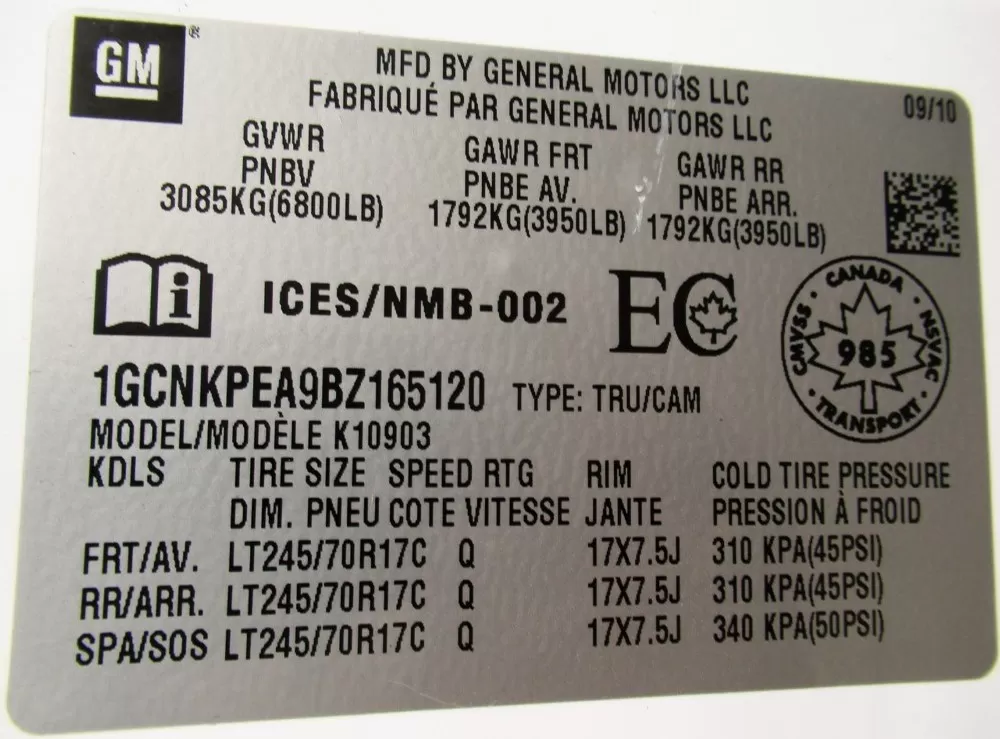 GM®
MFD BY GENERAL MOTORS LLC
FABRIQUÉ PAR GENERAL MOTORS LLC
09/10
GVWR GAWR FRT GAWR RR
PNBV PNBE AV. PNBE ARR.
3085KG(6800LB) 1792KG(3950LB) 1792KG(3950LB)
i ICES/NMB-002 EC
CANADA
CMVSS · NSVAC
985
TRANSPORT
1GCNKPEA9BZ165120 TYPE: TRU/CAM
MODEL/MODÈLE K10903
KDLS TIRE SIZE SPEED RTG RIM COLD TIRE PRESSURE
DIM. PNEU COTE VITESSE JANTE PRESSION À FROID
FRT/AV. LT245/70R17C Q 17X7.5J 310 KPA(45PSI)
RR/ARR. LT245/70R17C Q 17X7.5J 310 KPA(45PSI)
SPA/SOS LT245/70R17C Q 17X7.5J 340 KPA(50PSI)